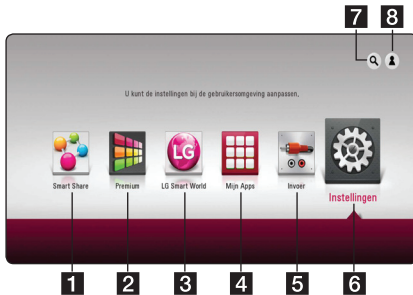 7 8
U kunt de instellingen bij de gebruikersomgeving aanpassen.
LG
Smart Share Premium LG Smart World Mijn Apps Invoer Instellingen
1 2 3 4 5 6